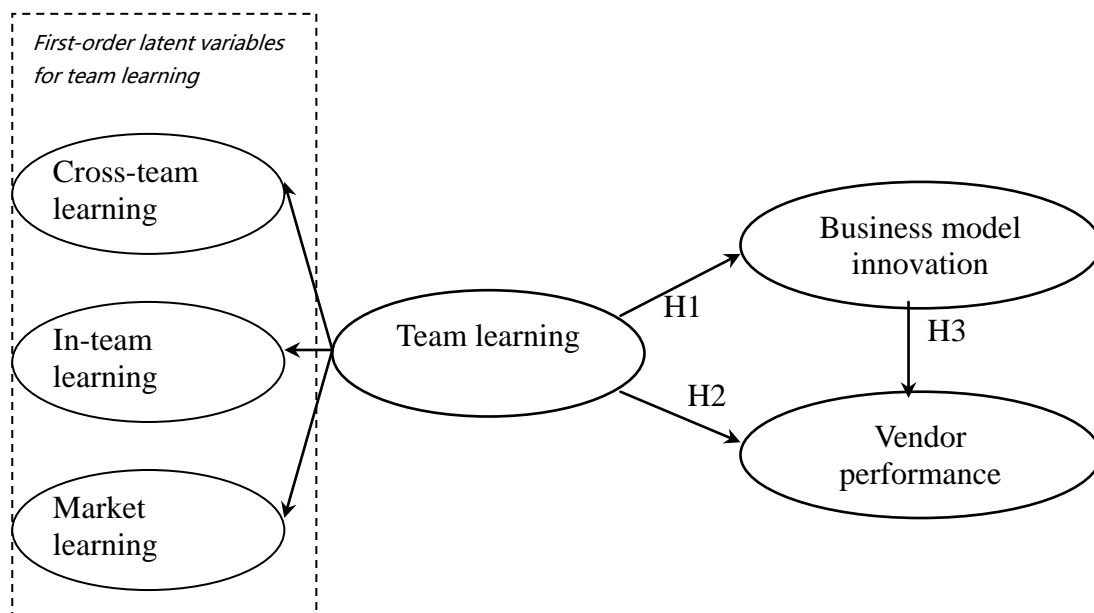 First-order latent variables
for team learning
Cross-team
learning
In-team
learning
Market
learning
Team learning
H1
H2
Business model
innovation
H3
Vendor
performance